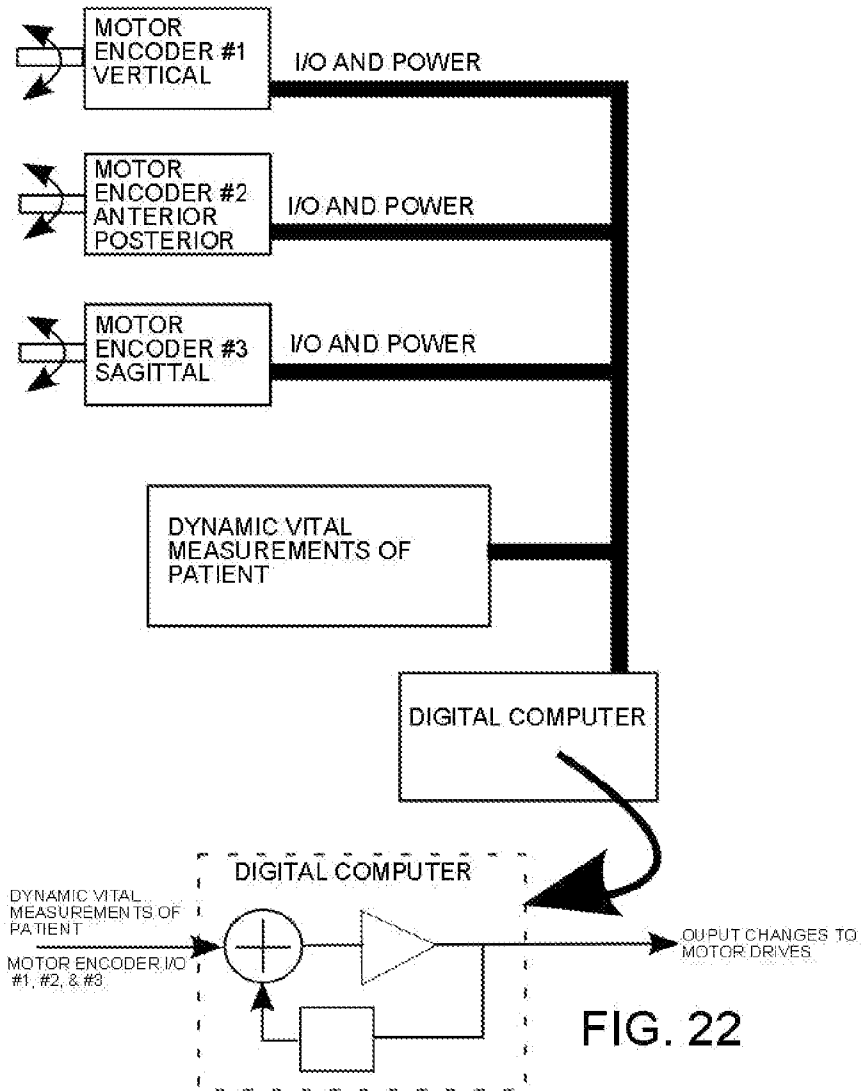 MOTOR
ENCODER #1
VERTICAL
I/O AND POWER
MOTOR
ENCODER #2
ANTERIOR
POSTERIOR
I/O AND POWER
MOTOR
ENCODER #3
SAGITTAL
I/O AND POWER
DYNAMIC VITAL
MEASUREMENTS OF
PATIENT
DIGITAL COMPUTER
DIGITAL COMPUTER
DYNAMIC VITAL
MEASUREMENTS OF
PATIENT
MOTOR ENCODER I/O
#1, #2, & #3
OUPUT CHANGES TO
MOTOR DRIVES
FIG. 22